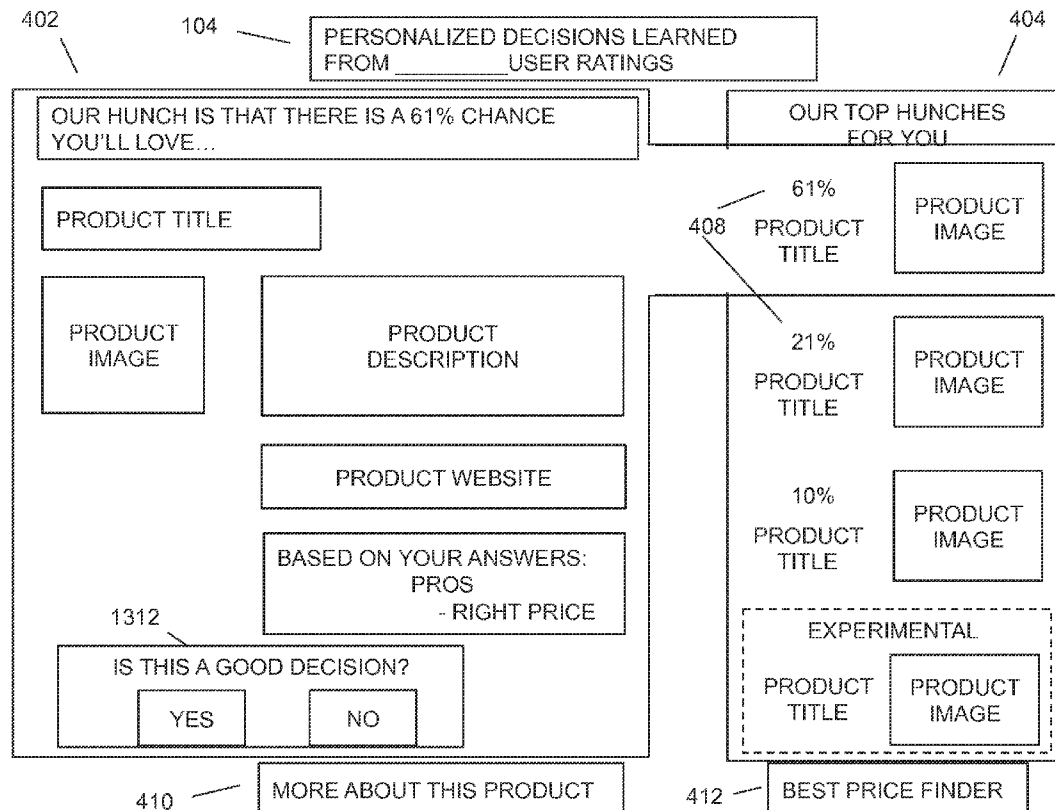 402
104
PERSONALIZED DECISIONS LEARNED
FROM _________ USER RATINGS
404
OUR HUNCH IS THAT THERE IS A 61% CHANCE
YOU'LL LOVE...
OUR TOP HUNCHES
FOR YOU
PRODUCT TITLE
61%
PRODUCT
TITLE
PRODUCT
IMAGE
408
PRODUCT
IMAGE
PRODUCT
DESCRIPTION
21%
PRODUCT
TITLE
PRODUCT
IMAGE
PRODUCT WEBSITE
10%
PRODUCT
TITLE
PRODUCT
IMAGE
BASED ON YOUR ANSWERS:
PROS
- RIGHT PRICE
1312
IS THIS A GOOD DECISION?
YES
NO
EXPERIMENTAL
PRODUCT
TITLE
PRODUCT
IMAGE
410
MORE ABOUT THIS PRODUCT
412
BEST PRICE FINDER